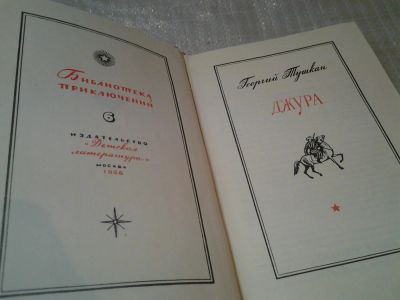 Библиотека
приключений
6
ИЗДАТЕЛЬСТВО
«Детская
литература»
МОСКВА
1966
Георгий Тушкан
ДЖУРА